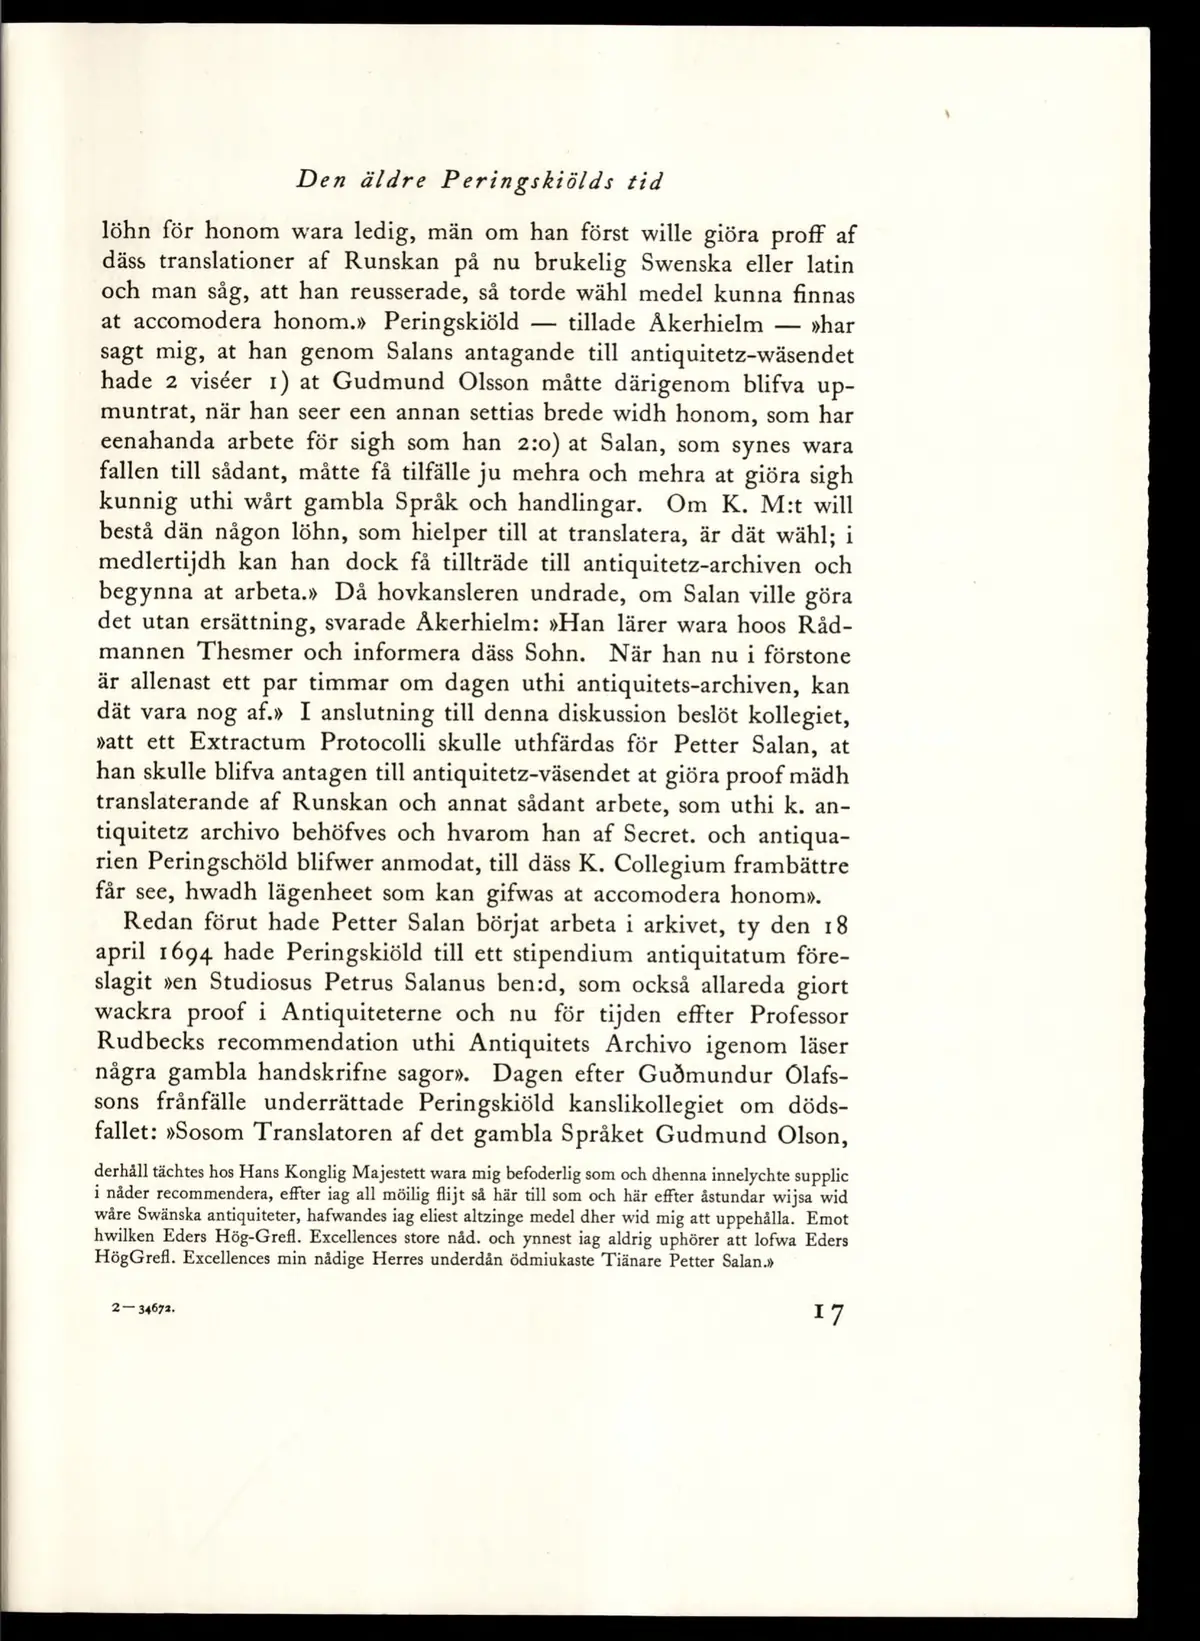 Den äldre Peringskiölds tid
löhn för honom wara ledig, män om han först wille giöra proff af
däss translationer af Runskan på nu brukelig Swenska eller latin
och man såg, att han reusserade, så torde wähl medel kunna finnas
at accomodera honom.» Peringskiöld — tillade Åkerhielm — »har
sagt mig, at han genom Salans antagande till antiquitetz-wäsendet
hade 2 viséer 1) at Gudmund Olsson måtte därigenom blifva up-
muntrat, när han seer een annan settias brede widh honom, som har
eenahanda arbete för sigh som han 2:o) at Salan, som synes wara
fallen till sådant, måtte få tilfälle ju mehra och mehra at giöra sigh
kunnig uthi wårt gambla Språk och handlingar. Om K. M:t will
bestå dän någon löhn, som hielper till at translatera, är dät wähl; i
medlertijdh kan han dock få tillträde till antiquitetz-archiven och
begynna at arbeta.» Då hovkansleren undrade, om Salan ville göra
det utan ersättning, svarade Åkerhielm: »Han lärer wara hoos Råd-
mannen Thesmer och informera däss Sohn. När han nu i förstone
är allenast ett par timmar om dagen uthi antiquitets-archiven, kan
dät vara nog af.» I anslutning till denna diskussion beslöt kollegiet,
»att ett Extractum Protocolli skulle uthfärdas för Petter Salan, at
han skulle blifva antagen till antiquitetz-väsendet at giöra proof mädh
translaterande af Runskan och annat sådant arbete, som uthi k. an-
tiquitetz archivo behöfves och hvarom han af Secret. och antiqua-
rien Peringschöld blifwer anmodat, till däss K. Collegium frambättre
får see, hwadh lägenheet som kan gifwas at accomodera honom».
Redan förut hade Petter Salan börjat arbeta i arkivet, ty den 18
april 1694 hade Peringskiöld till ett stipendium antiquitatum före-
slagit »en Studiosus Petrus Salanus ben:d, som också allareda giort
wackra proof i Antiquiteterne och nu för tijden effter Professor
Rudbecks recommendation uthi Antiquitets Archivo igenom läser
några gambla handskrifne sagor». Dagen efter Guðmundur Ólafs-
sons frånfälle underrättade Peringskiöld kanslikollegiet om döds-
fallet: »Sosom Translatoren af det gambla Språket Gudmund Olson,
derhåll tächtes hos Hans Konglig Majestett wara mig befoderlig som och dhenna innelychte supplic
i nåder recommendera, effter iag all möilig flijt så här till som och här effter åstundar wijsa wid
wåre Swänska antiquiteter, hafwandes iag eliest altzinge medel dher wid mig att uppehålla. Emot
hwilken Eders Hög-Grefl. Excellences store nåd. och ynnest iag aldrig uphörer att lofwa Eders
HögGrefl. Excellences min nådige Herres underdån ödmiukaste Tiänare Petter Salan.»
2—34672.
17